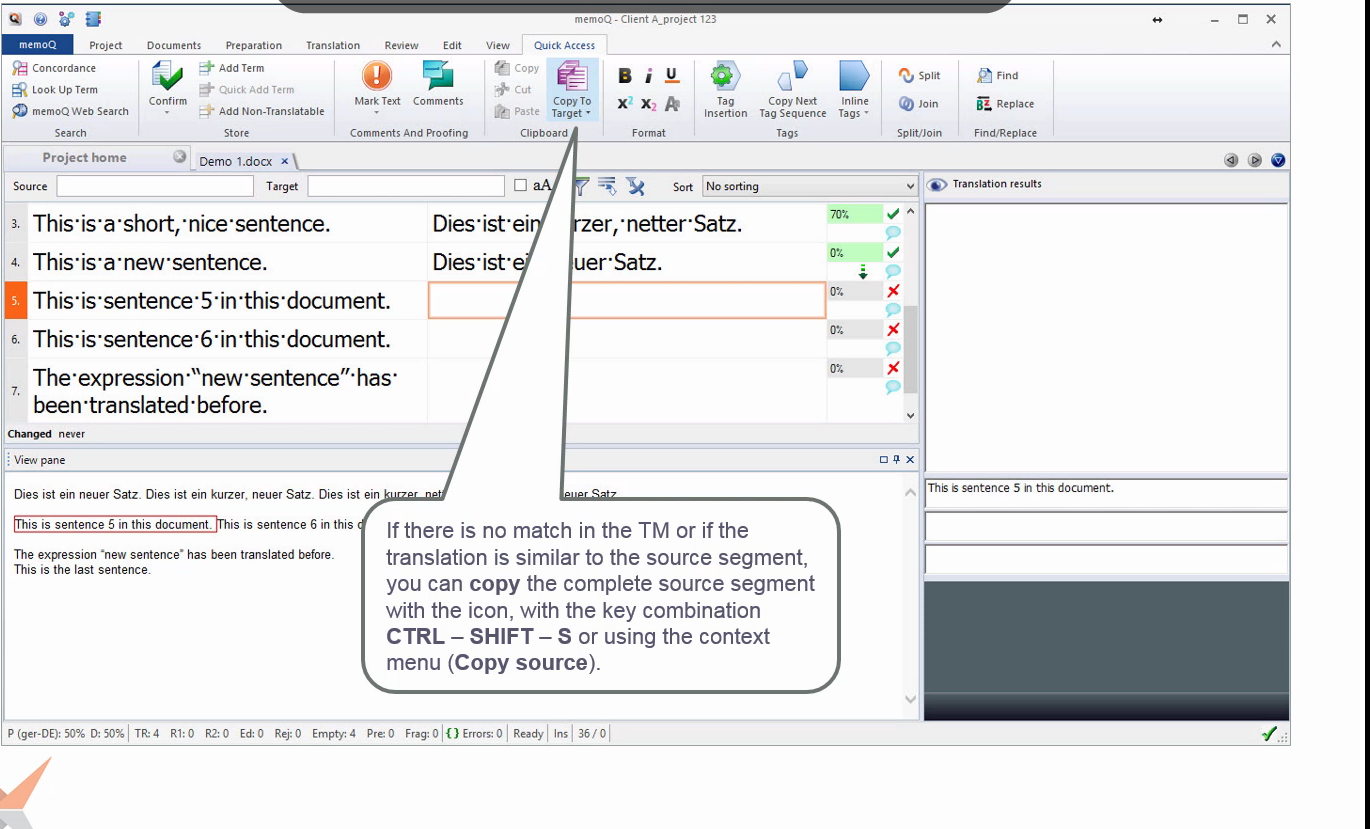 memoQ - Client A_project 123
memoQ Project Documents Preparation Translation Review Edit View Quick Access
Concordance
Look Up Term
memoQ Web Search
Search
Confirm
Add Term
Quick Add Term
Add Non-Translatable
Store
Mark Text
Comments
Comments And Proofing
Copy
Cut
Paste
Copy To
Target
Clipboard
B i U
X² X₂ A
Format
Tag
Insertion
Copy Next
Tag Sequence
Inline
Tags
Tags
Split
Join
Split/Join
Find
Replace
Find/Replace
Project home Demo 1.docx
Source Target aA Sort No sorting
3. This·is·a·short,·nice·sentence. Dies·ist·ein rzer,·netter·Satz. 70%
4. This·is·a·new·sentence. Dies·ist·ei uer·Satz. 0%
5. This·is·sentence·5·in·this·document. 0%
6. This·is·sentence·6·in·this·document. 0%
7. The·expression·“new·sentence”·has·
been·translated·before. 0%
Changed never
View pane
Dies ist ein neuer Satz. Dies ist ein kurzer, neuer Satz. Dies ist ein kurzer, net euer Satz.
This is sentence 5 in this document. This is sentence 6 in this d
The expression “new sentence” has been translated before.
This is the last sentence.
If there is no match in the TM or if the
translation is similar to the source segment,
you can copy the complete source segment
with the icon, with the key combination
CTRL – SHIFT – S or using the context
menu (Copy source).
Translation results
This is sentence 5 in this document.
P (ger-DE): 50% D: 50% TR: 4 R1: 0 R2: 0 Ed: 0 Rej: 0 Empty: 4 Pre: 0 Frag: 0 {} Errors: 0 Ready Ins 36 / 0